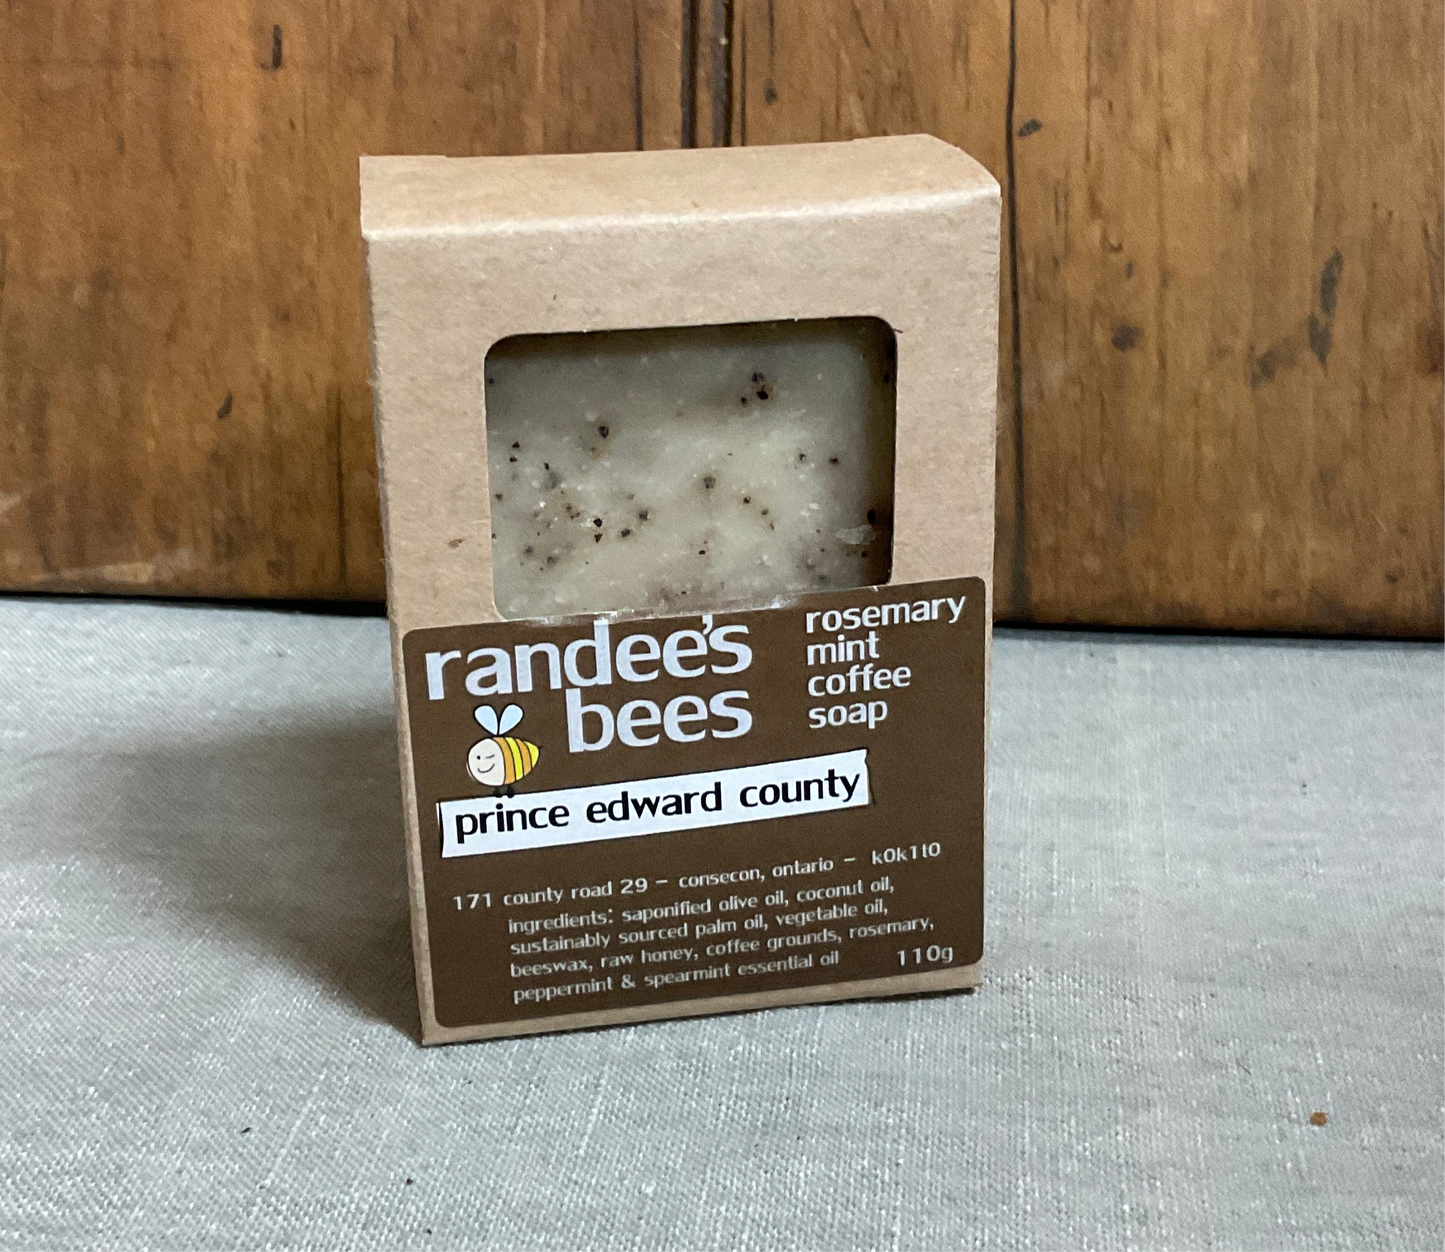 randee's
bees
rosemary
mint
coffee
soap
prince edward county
171 county road 29 - consecon, ontario - k0k1t0
ingredients: saponified olive oil, coconut oil,
sustainably sourced palm oil, vegetable oil,
beeswax, raw honey, coffee grounds, rosemary,
peppermint & spearmint essential oil
110g